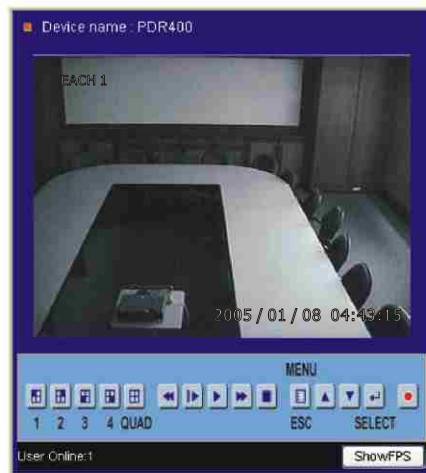 Device name : PDR400
EACH 1
2005/01/08 04:43:15
MENU
1 2 3 4 QUAD ESC SELECT
User Online:1 ShowFPS